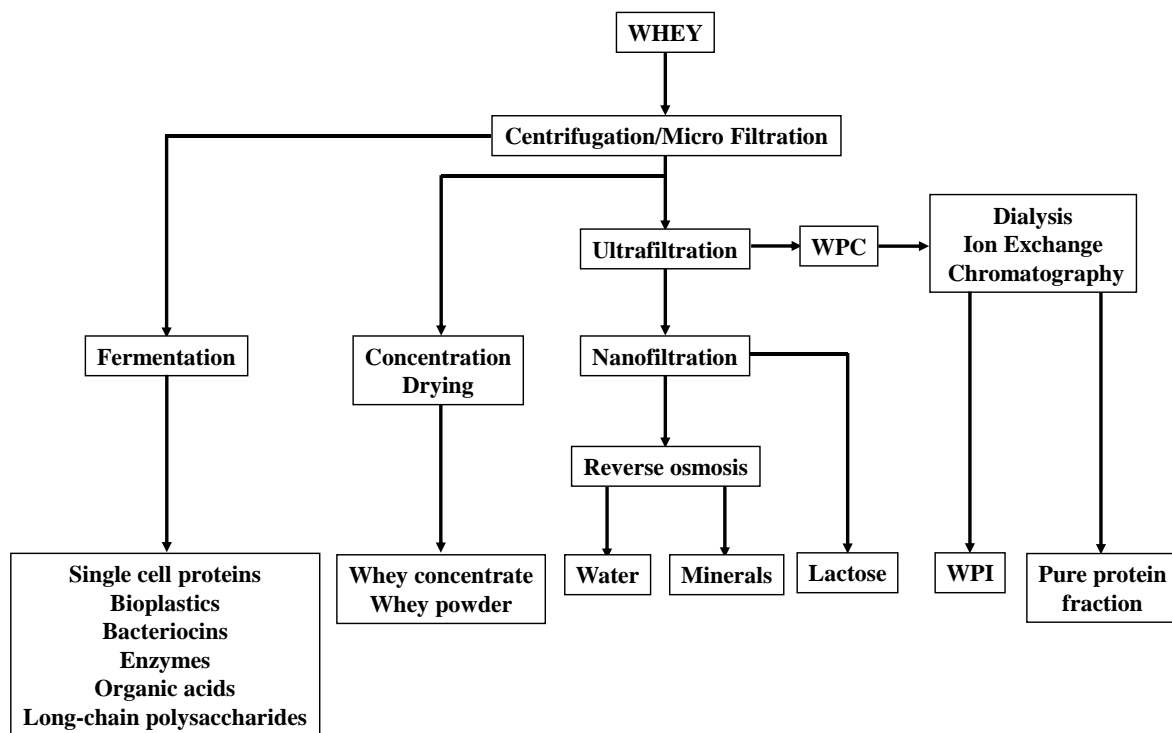 WHEY
Centrifugation/Micro Filtration
Dialysis
Ion Exchange
Chromatography
Ultrafiltration
WPC
Fermentation
Concentration
Drying
Nanofiltration
Reverse osmosis
Single cell proteins
Bioplastics
Bacteriocins
Enzymes
Organic acids
Long-chain polysaccharides
Whey concentrate
Whey powder
Water
Minerals
Lactose
WPI
Pure protein
fraction